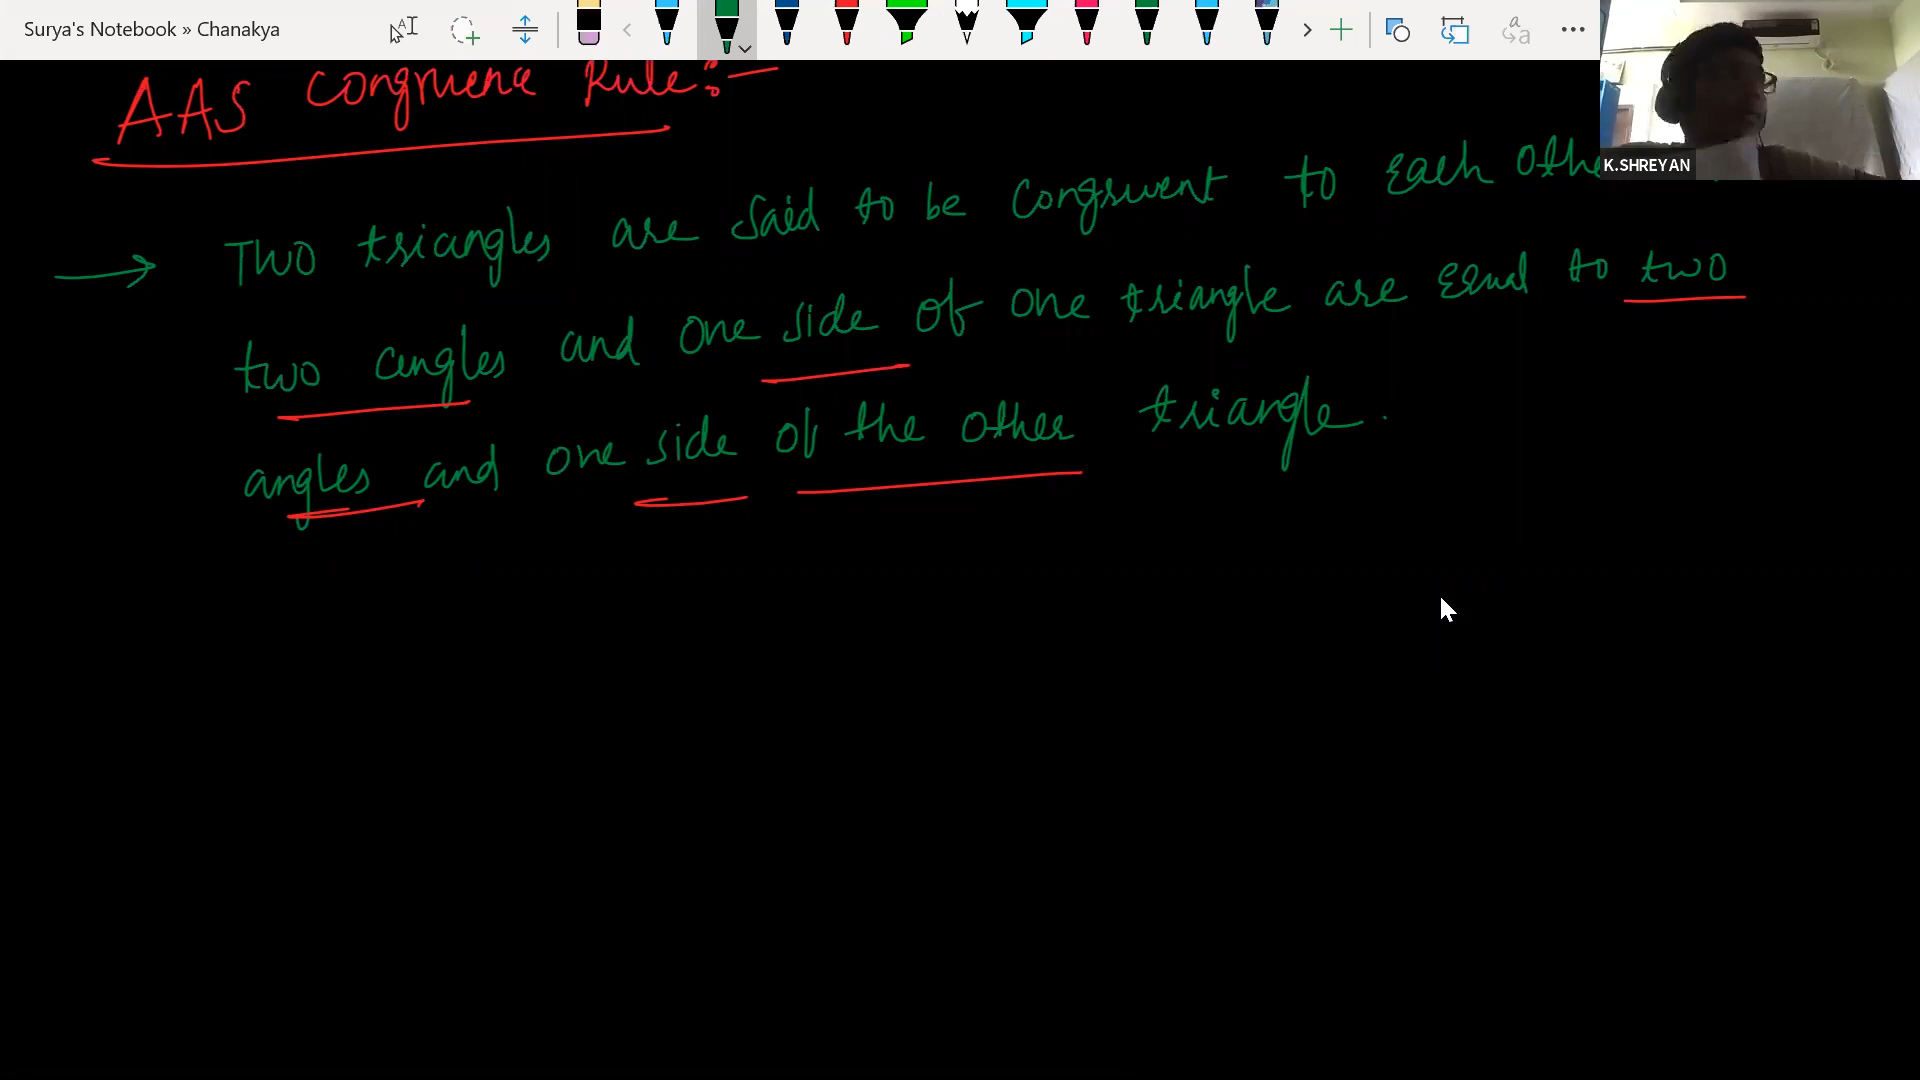 Surya's Notebook » Chanakya
AAS Congruence Rule:-
K.SHREYAN
→ Two triangles are said to be Congruent to Each
two angles and one side of one triangle are Equal to two
angles and one side of the other triangle.